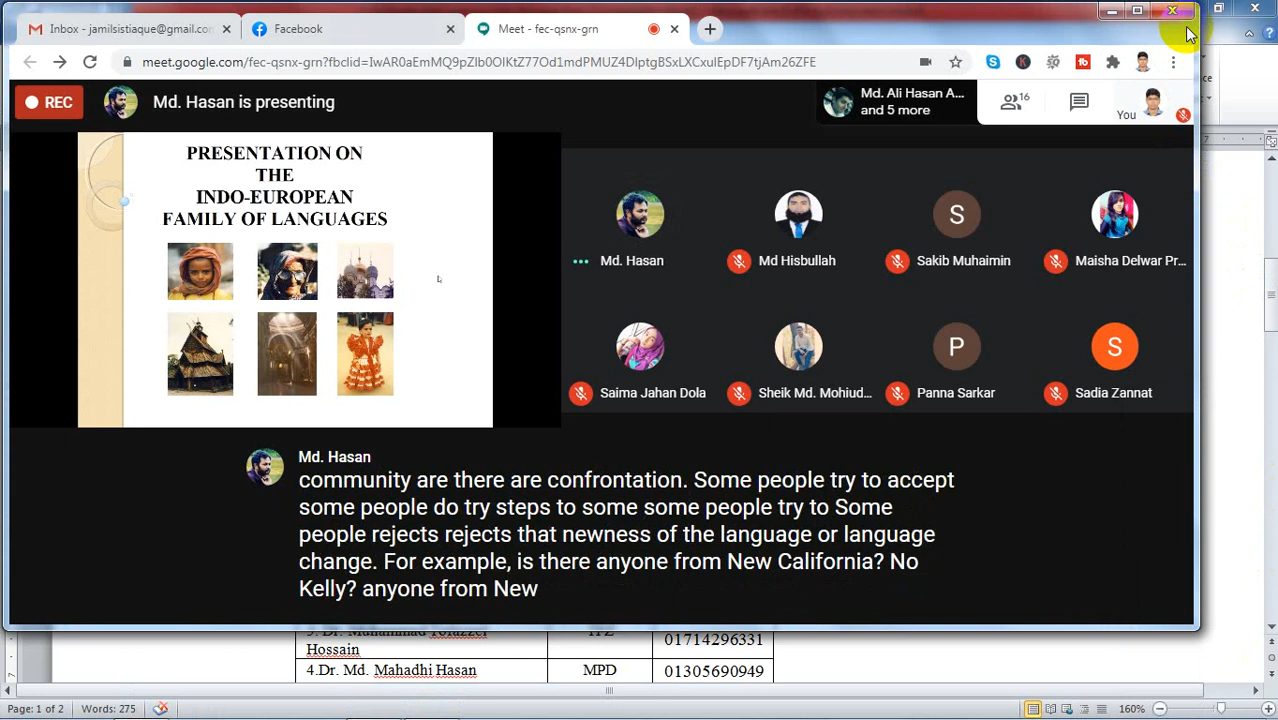 Inbox - jamilsistiaque@gmail.con
Facebook
Meet - fec-qsnx-grn
meet.google.com/fec-qsnx-grn?fbclid=IwAR0aEmNMQ9pZIb0CIKtZ77Od1mdPMUZ4DlptgBSxLXCxulEpDF7tjAm26ZFE
REC
Md. Hasan is presenting
Md. Ali Hasan A...
and 5 more
16
You
PRESENTATION ON
THE
INDO-EUROPEAN
FAMILY OF LANGUAGES
Md. Hasan
Md Hisbullah
S
Sakib Muhaimin
Maisha Delwar Pr...
Saima Jahan Dola
Sheik Md. Mohiud...
P
Panna Sarkar
S
Sadia Zannat
Md. Hasan
community are there are confrontation. Some people try to accept
some people do try steps to some some people try to Some
people rejects rejects that newness of the language or language
change. For example, is there anyone from New California? No
Kelly? anyone from New
Hossain
01714296331
4.Dr. Md. Mahadhi Hasan
MPD
01305690949
Page: 1 of 2
Words: 275
160%